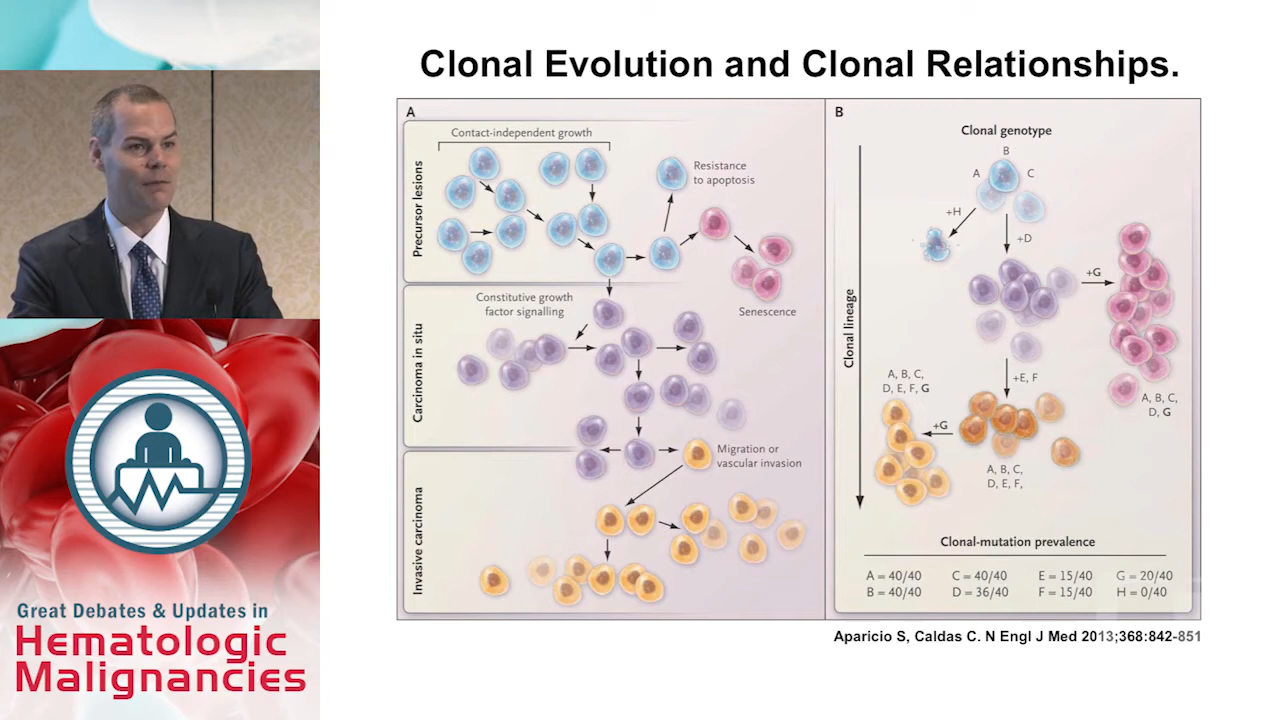 Clonal Evolution and Clonal Relationships.
A
Contact-independent growth
Precursor lesions
Resistance
to apoptosis
Senescence
Constitutive growth
factor signalling
Carcinoma in situ
Migration or
vascular invasion
Invasive carcinoma
B
Clonal genotype
B
A
C
+H
+D
+G
Clonal lineage
+E, F
A, B, C,
D, E, F, G
+G
A, B, C,
D, G
A, B, C,
D, E, F,
Clonal-mutation prevalence
A = 40/40 C = 40/40 E = 15/40 G = 20/40
B = 40/40 D = 36/40 F = 15/40 H = 0/40
Aparicio S, Caldas C. N Engl J Med 2013;368:842-851
Great Debates & Updates in
Hematologic
Malignancies